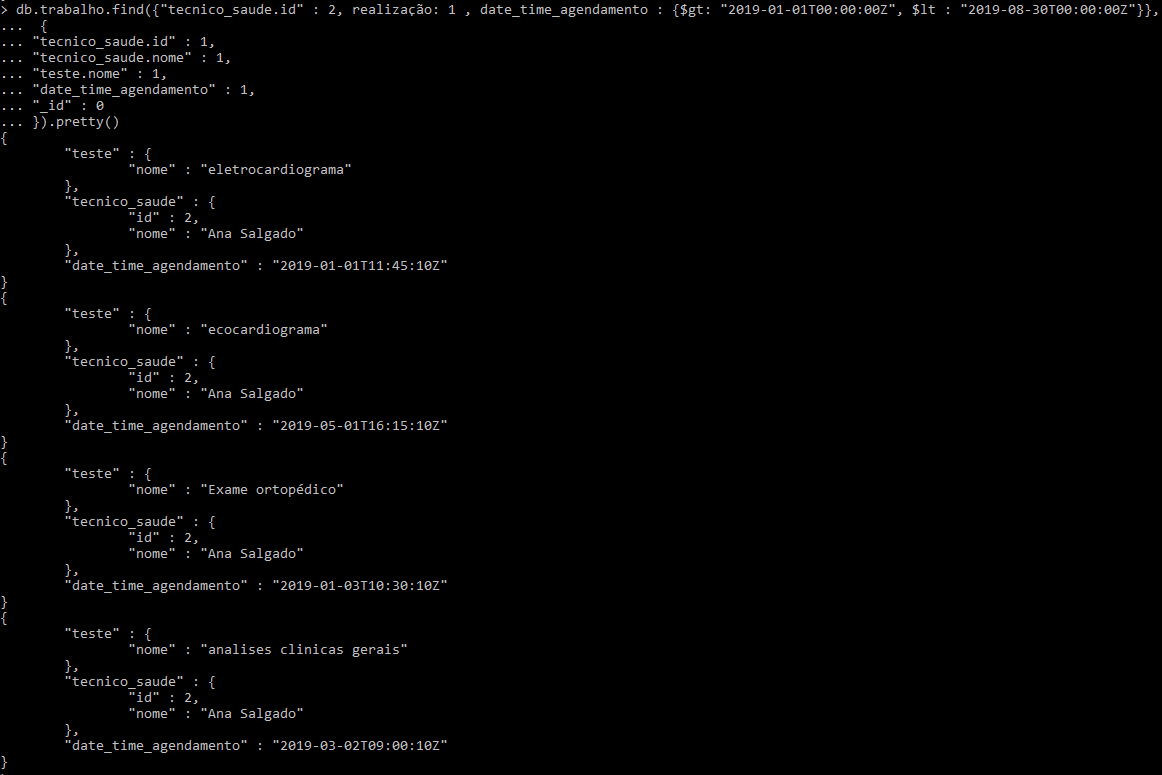 > db.trabalho.find({"tecnico_saude.id" : 2, realização: 1 , date_time_agendamento : {$gt: "2019-01-01T00:00:00Z", $lt : "2019-08-30T00:00:00Z"}},
...  {
... "tecnico_saude.id" : 1,
... "tecnico_saude.nome" : 1,
... "teste.nome" : 1,
... "date_time_agendamento" : 1,
... "_id" : 0
... }).pretty()
{
        "teste" : {
                "nome" : "eletrocardiograma"
        },
        "tecnico_saude" : {
                "id" : 2,
                "nome" : "Ana Salgado"
        },
        "date_time_agendamento" : "2019-01-01T11:45:10Z"
}
{
        "teste" : {
                "nome" : "ecocardiograma"
        },
        "tecnico_saude" : {
                "id" : 2,
                "nome" : "Ana Salgado"
        },
        "date_time_agendamento" : "2019-05-01T16:15:10Z"
}
{
        "teste" : {
                "nome" : "Exame ortopédico"
        },
        "tecnico_saude" : {
                "id" : 2,
                "nome" : "Ana Salgado"
        },
        "date_time_agendamento" : "2019-01-03T10:30:10Z"
}
{
        "teste" : {
                "nome" : "analises clinicas gerais"
        },
        "tecnico_saude" : {
                "id" : 2,
                "nome" : "Ana Salgado"
        },
        "date_time_agendamento" : "2019-03-02T09:00:10Z"
}